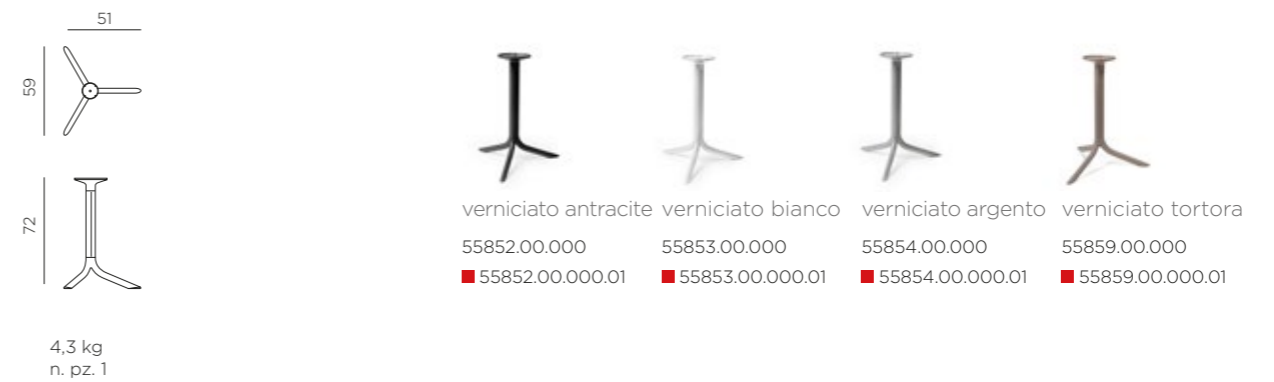 51
59
72
4,3 kg
n. pz. 1
verniciato antracite
55852.00.000
55852.00.000.01
verniciato bianco
55853.00.000
55853.00.000.01
verniciato argento
55854.00.000
55854.00.000.01
verniciato tortora
55859.00.000
55859.00.000.01